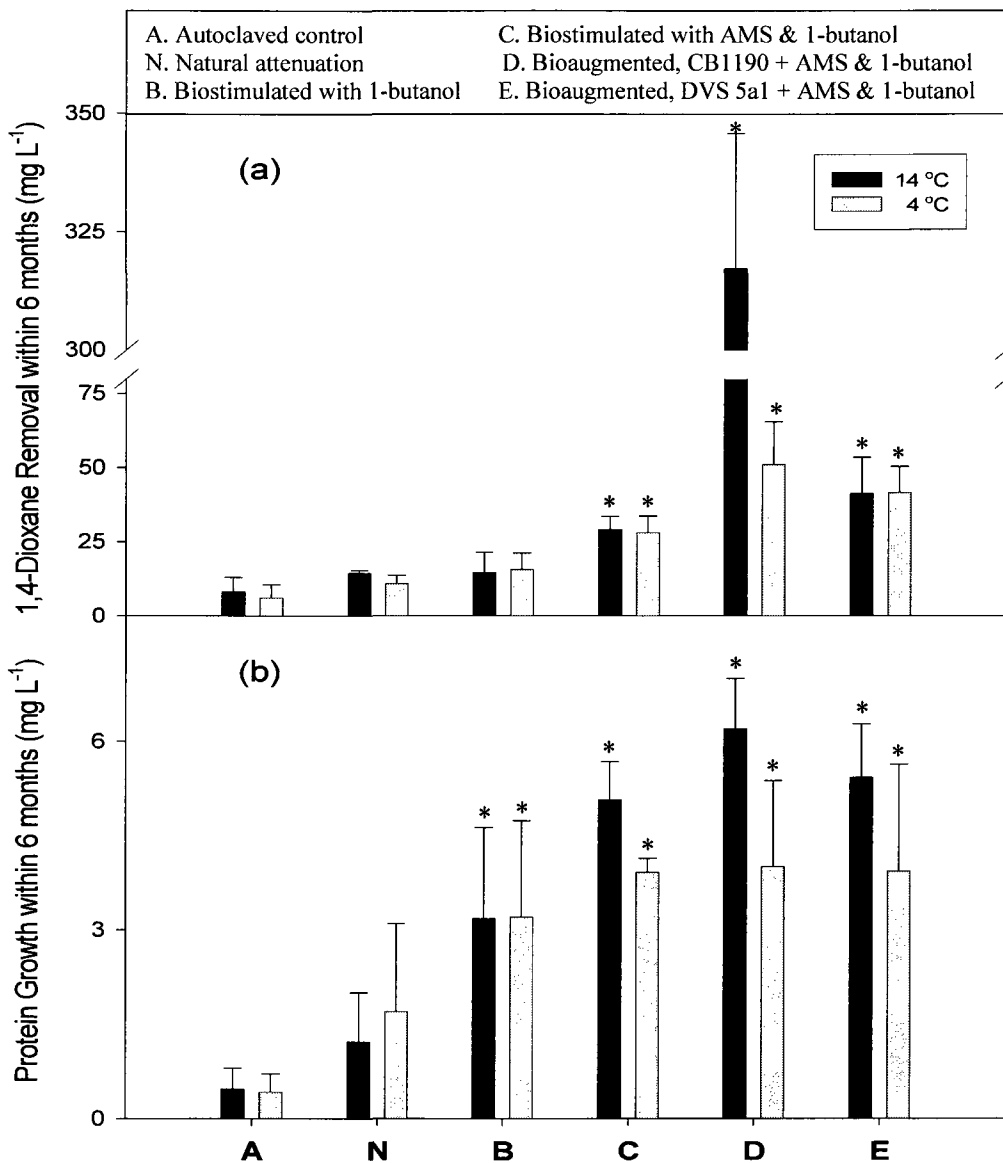 A. Autoclaved control
N. Natural attenuation
B. Biostimulated with 1-butanol
C. Biostimulated with AMS & 1-butanol
D. Bioaugmented, CB1190 + AMS & 1-butanol
E. Bioaugmented, DVS 5a1 + AMS & 1-butanol
1,4-Dioxane Removal within 6 months (mg L⁻¹)
350
325
300
75
50
25
0
(a)
14 °C
4 °C
*
*
* * * *
Protein Growth within 6 months (mg L⁻¹)
6
3
0
(b)
* * * * * * * *
A N B C D E